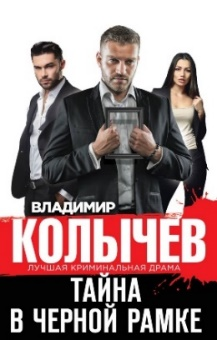 ВЛАДИМИР
КОЛЫЧЕВ
ЛУЧШАЯ КРИМИНАЛЬНАЯ ДРАМА
ТАЙНА
В ЧЕРНОЙ РАМКЕ